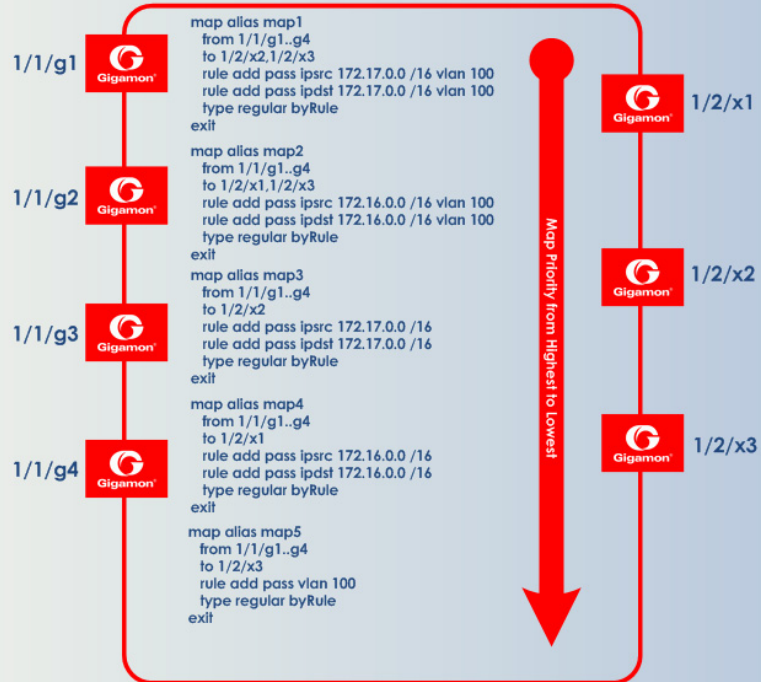 1/1/g1
Gigamon®
1/1/g2
Gigamon®
1/1/g3
Gigamon®
1/1/g4
Gigamon®
map alias map1
from 1/1/g1..g4
to 1/2/x2,1/2/x3
rule add pass ipsrc 172.17.0.0 /16 vlan 100
rule add pass ipdst 172.17.0.0 /16 vlan 100
type regular byRule
exit
map alias map2
from 1/1/g1..g4
to 1/2/x1,1/2/x3
rule add pass ipsrc 172.16.0.0 /16 vlan 100
rule add pass ipdst 172.16.0.0 /16 vlan 100
type regular byRule
exit
map alias map3
from 1/1/g1..g4
to 1/2/x2
rule add pass ipsrc 172.17.0.0 /16
rule add pass ipdst 172.17.0.0 /16
type regular byRule
exit
map alias map4
from 1/1/g1..g4
to 1/2/x1
rule add pass ipsrc 172.16.0.0 /16
rule add pass ipdst 172.16.0.0 /16
type regular byRule
exit
map alias map5
from 1/1/g1..g4
to 1/2/x3
rule add pass vlan 100
type regular byRule
exit
Map Priority from Highest to Lowest
Gigamon®
1/2/x1
Gigamon®
1/2/x2
Gigamon®
1/2/x3